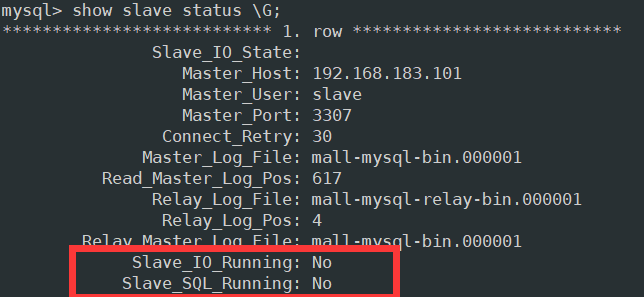 mysql> show slave status \G;
*************************** 1. row ***************************
Slave_IO_State:
Master_Host: 192.168.183.101
Master_User: slave
Master_Port: 3307
Connect_Retry: 30
Master_Log_File: mall-mysql-bin.000001
Read_Master_Log_Pos: 617
Relay_Log_File: mall-mysql-relay-bin.000001
Relay_Log_Pos: 4
Relay_Master_Log_File: mall-mysql-bin.000001
Slave_IO_Running: No
Slave_SQL_Running: No